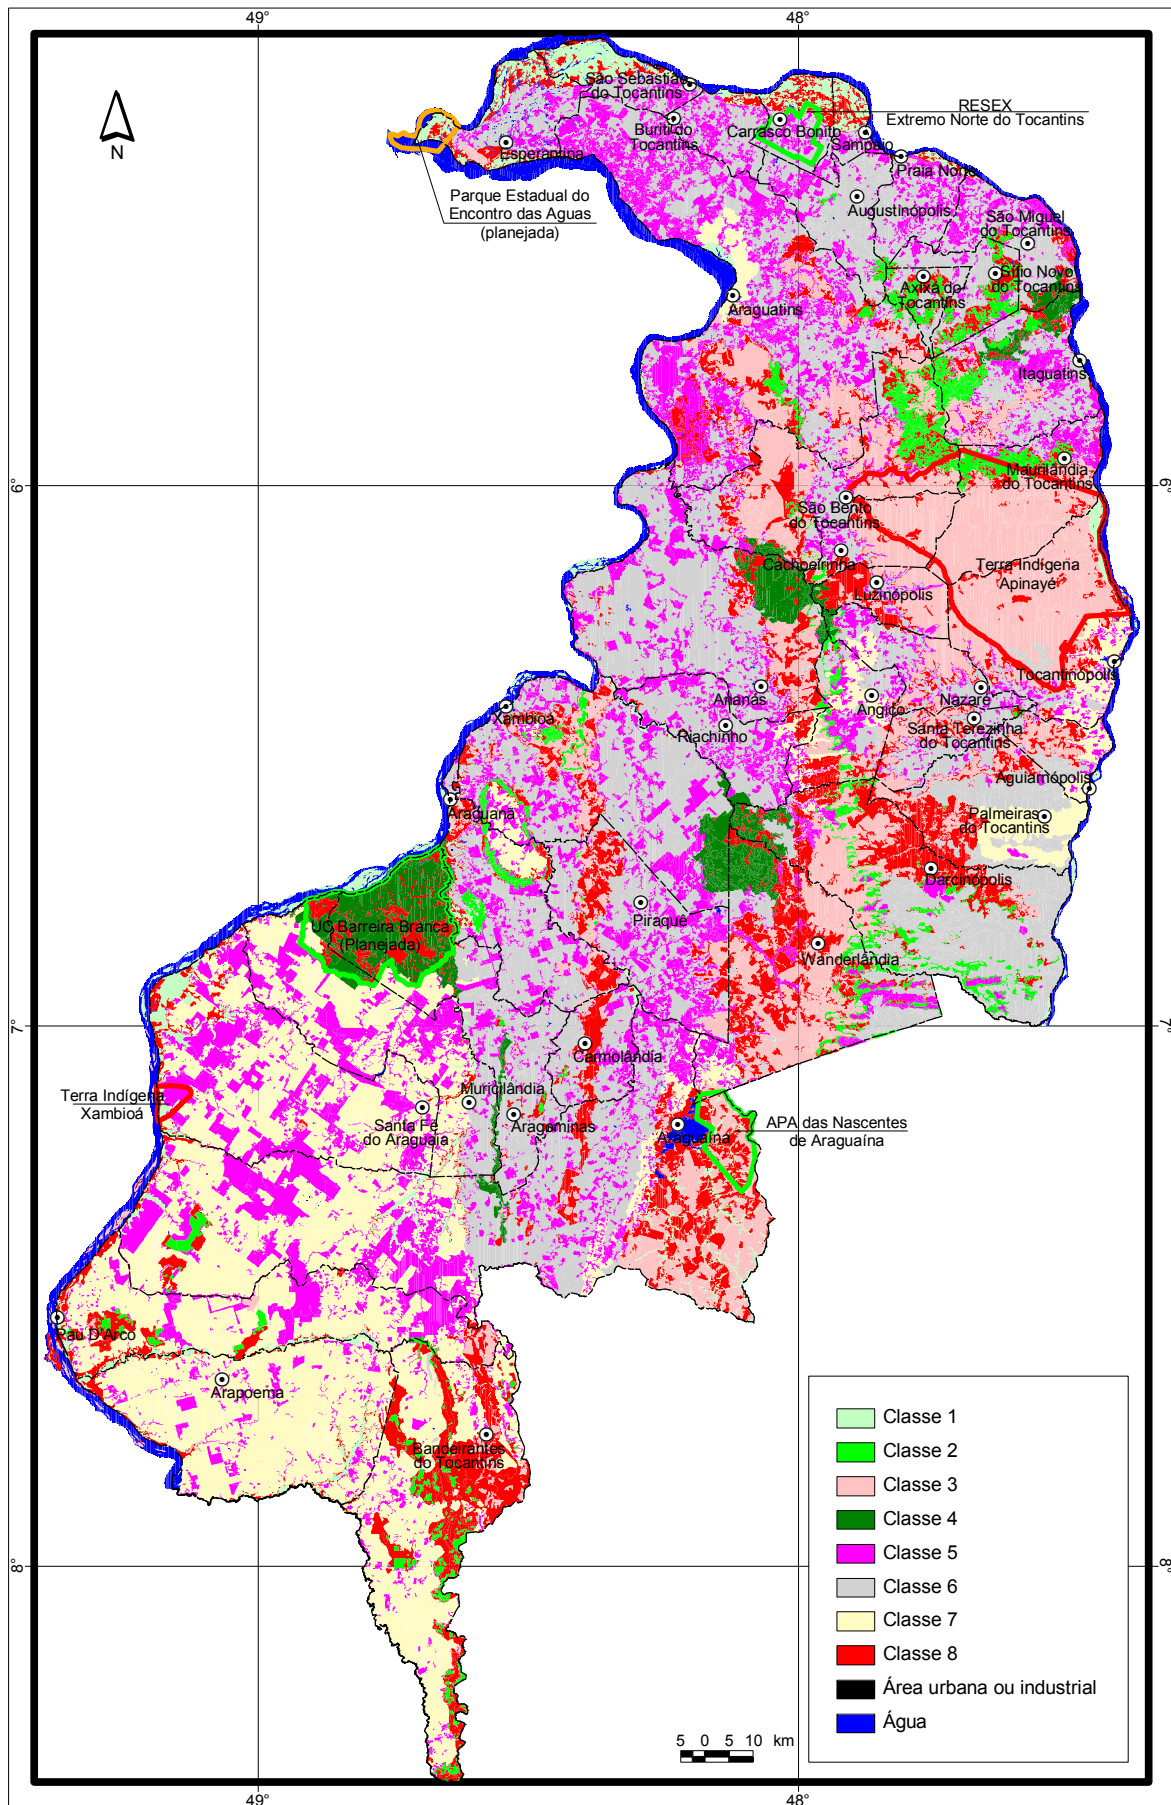 49°
48°
N
São Sebastião
do Tocantins
Buriti do
Tocantins
Carrasco Bonito
RESEX
Extremo Norte do Tocantins
Sampaio
Esperantina
Praia Norte
Parque Estadual do
Encontro das Aguas
(planejada)
Augustinópolis
São Miguel
do Tocantins
Axixá do
Tocantins
Sítio Novo
do Tocantins
Araguatins
Itaguatins
Maurilândia
do Tocantins
6°
6°
São Bento
do Tocantins
Cachoeirinha
Luzinópolis
Terra Indígena
Apinayé
Tocantinópolis
Ananás
Angico
Nazaré
Xambioá
Riachinho
Santa Terezinha
do Tocantins
Aguiarnópolis
Araguanã
Palmeiras
do Tocantins
Darcinópolis
Piraquê
UC Barreira Branca
(Planejada)
Wanderlândia
7°
7°
Carmolândia
Terra Indígena
Xambioá
Muricilândia
Santa Fé
do Araguaia
Aragominas
Araguaína
APA das Nascentes
de Araguaína
Pau D'Arco
Arapoema
Bandeirantes
do Tocantins
Classe 1
Classe 2
Classe 3
Classe 4
Classe 5
Classe 6
Classe 7
Classe 8
Área urbana ou industrial
Água
8°
8°
5 0 5 10 km
49°
48°